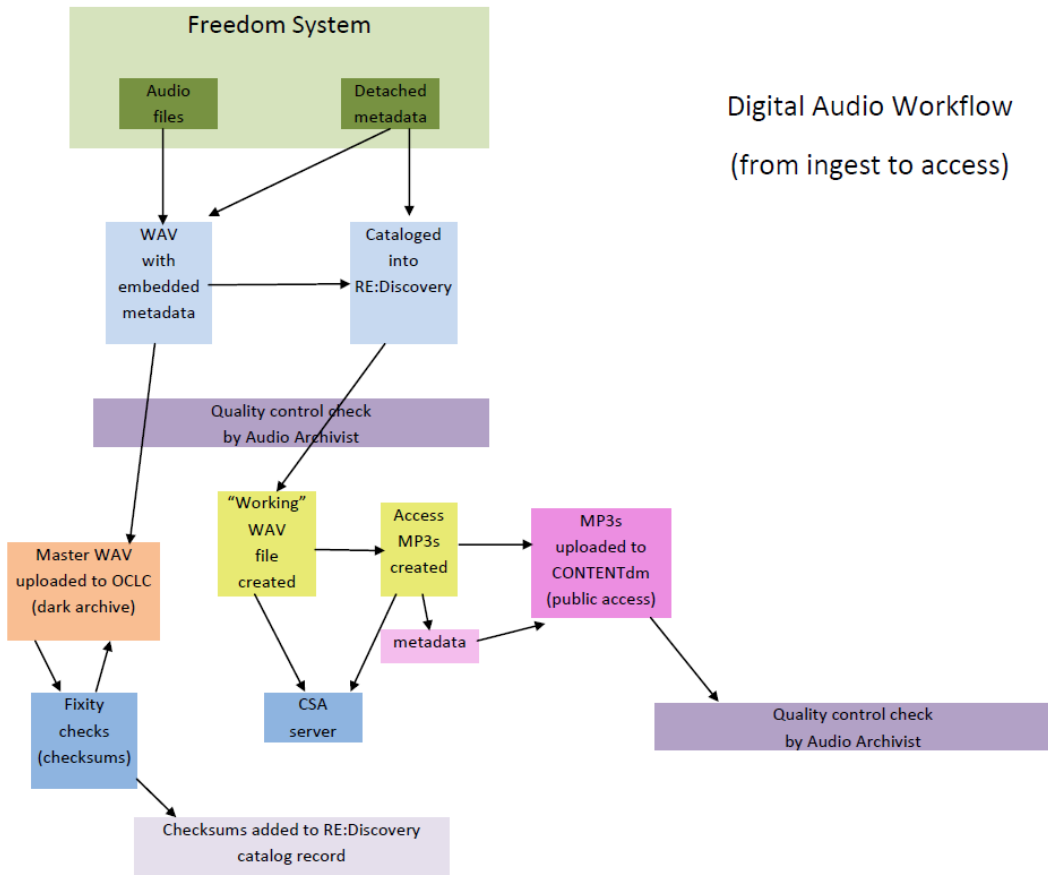 Freedom System
Audio
files
Detached
metadata
Digital Audio Workflow
(from ingest to access)
WAV
with
embedded
metadata
Cataloged
into
RE:Discovery
Quality control check
by Audio Archivist
“Working”
WAV
file
created
Access
MP3s
created
MP3s
uploaded to
CONTENTdm
(public access)
Master WAV
uploaded to OCLC
(dark archive)
metadata
Fixity
checks
(checksums)
CSA
server
Quality control check
by Audio Archivist
Checksums added to RE:Discovery
catalog record